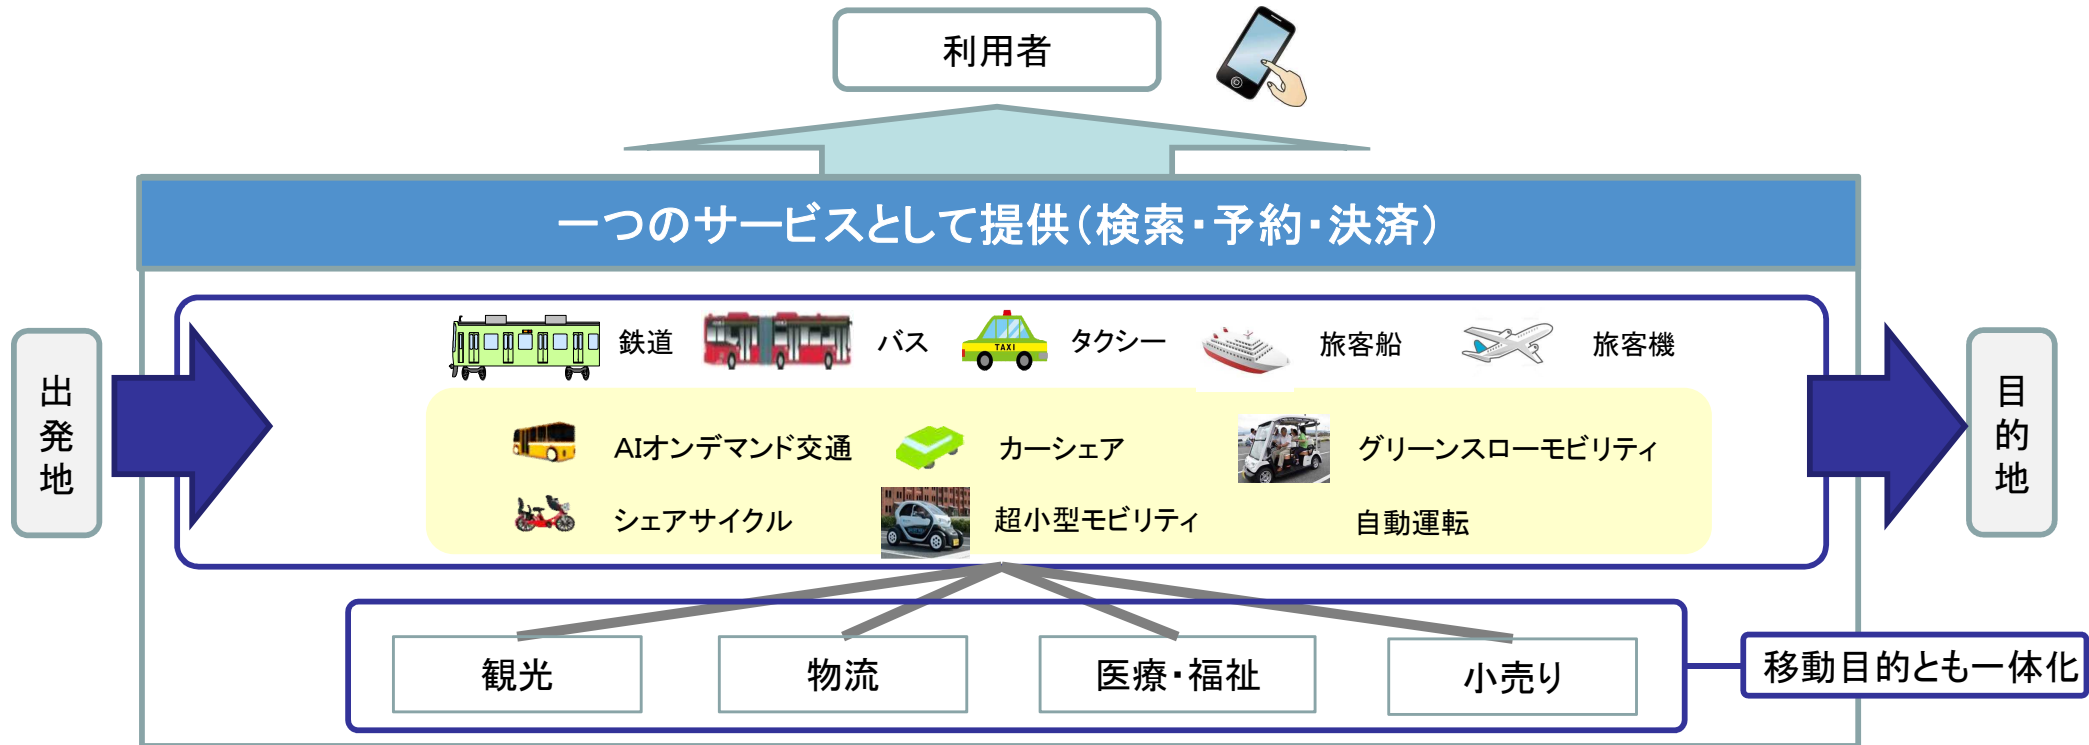 利用者
一つのサービスとして提供（検索・予約・決済）
出発地
鉄道
バス
TAXI
タクシー
旅客船
旅客機
目的地
AIオンデマンド交通
カーシェア
グリーンスローモビリティ
シェアサイクル
超小型モビリティ
自動運転
観光
物流
医療・福祉
小売り
移動目的とも一体化